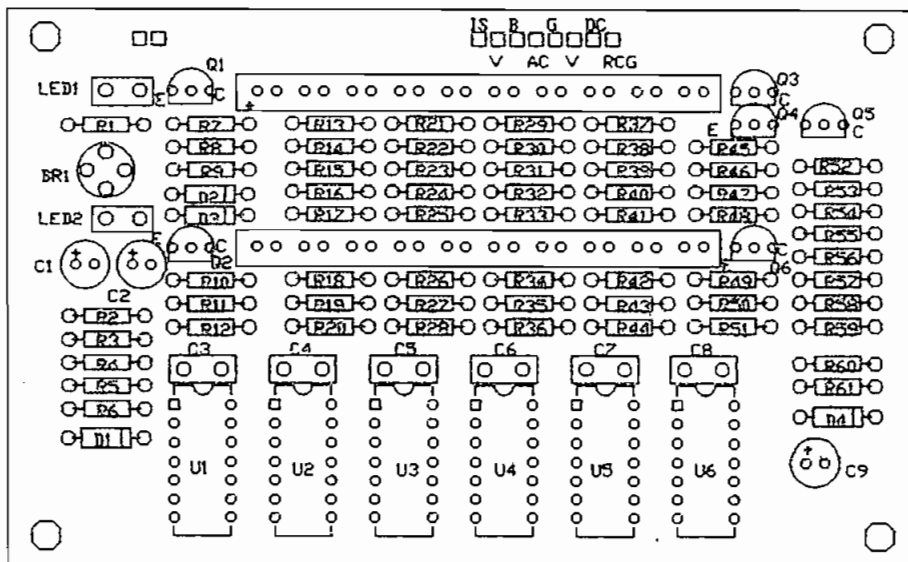 IS B G DC
V AC V RCG
Q1 Q3
LED1 E C C
+
Q4 Q5
R1 R7 R13 R21 R29 R37 E C
R8 R14 R22 R30 R38 R45
R9 R15 R23 R31 R39 R46 R52
BR1
D2 R16 R24 R32 R40 R47 R53
LED2 D3 R17 R25 R33 R41 R48 R54
R55
E C C
C1 + + Q2 + Q6 R56
R10 R18 R26 R34 R42 R49 R57
C2
R2 R11 R19 R27 R35 R43 R50 R58
R3 R12 R20 R28 R36 R44 R51 R59
R4 C3 C4 C5 C6 C7 C8
R5 R60
R6 R61
D1 D4
U1 U2 U3 U4 U5 U6 + C9